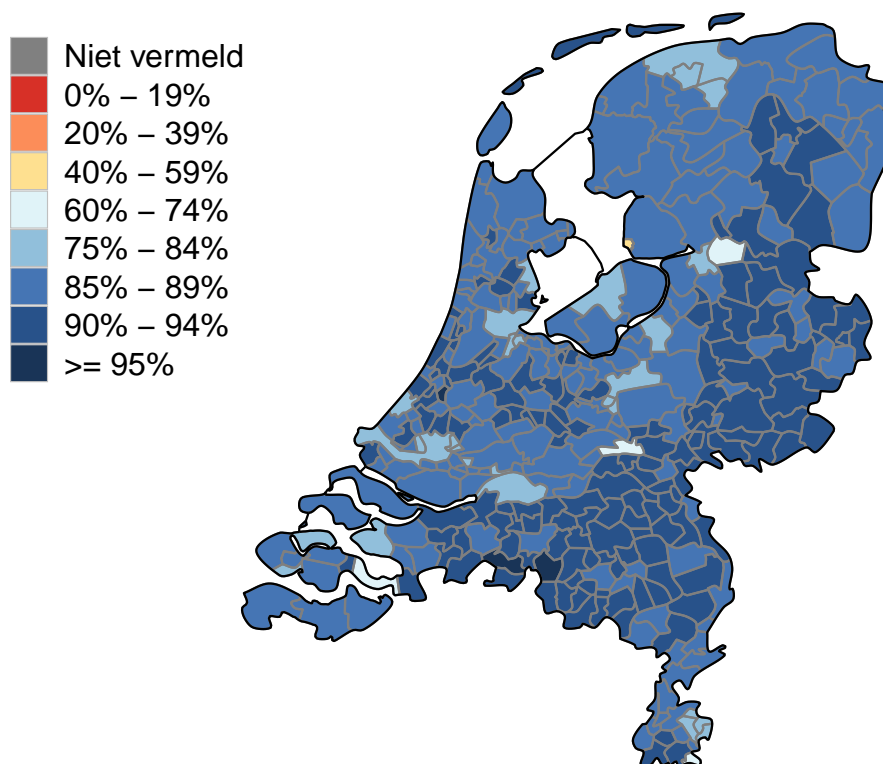 Niet vermeld
0% – 19%
20% – 39%
40% – 59%
60% – 74%
75% – 84%
85% – 89%
90% – 94%
>= 95%